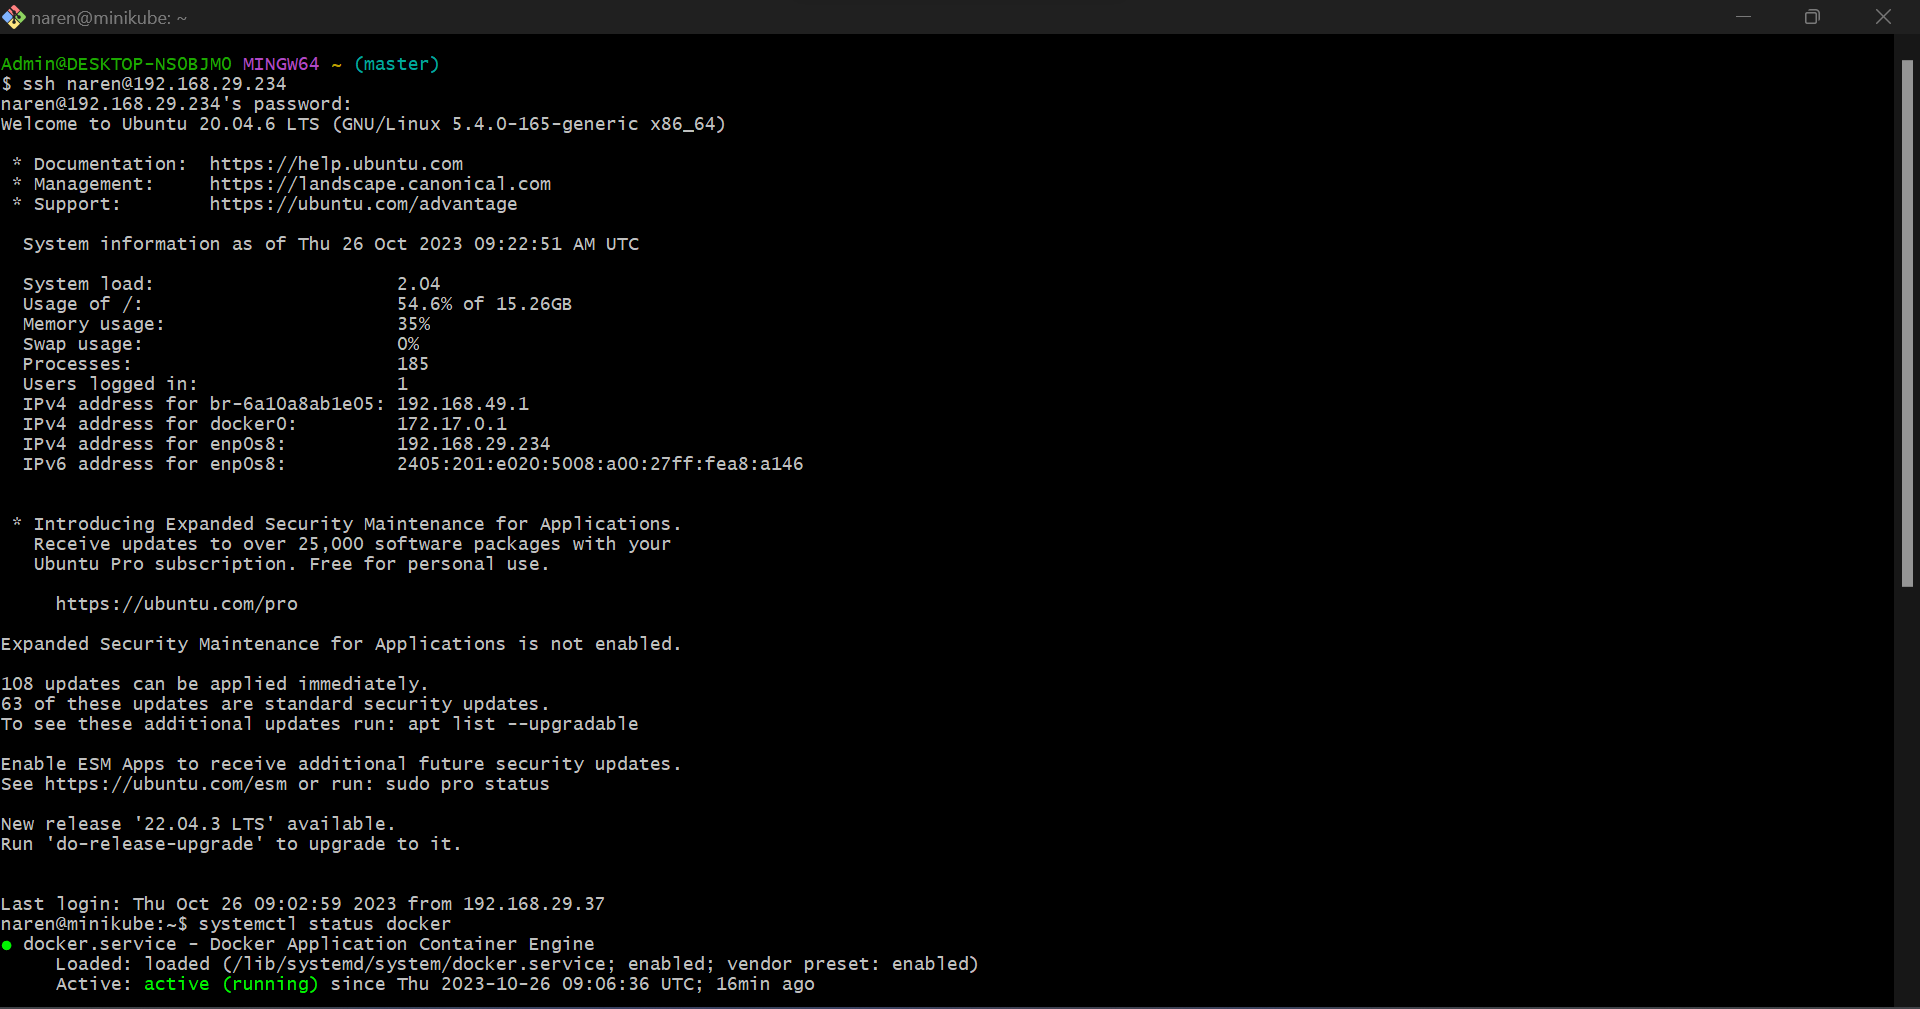 naren@minikube: ~
Admin@DESKTOP-NSOBJMO MINGW64 ~ (master)
$ ssh naren@192.168.29.234
naren@192.168.29.234's password:
Welcome to Ubuntu 20.04.6 LTS (GNU/Linux 5.4.0-165-generic x86_64)
* Documentation:  https://help.ubuntu.com
* Management:     https://landscape.canonical.com
* Support:        https://ubuntu.com/advantage
System information as of Thu 26 Oct 2023 09:22:51 AM UTC
System load:                      2.04
Usage of /:                       54.6% of 15.26GB
Memory usage:                     35%
Swap usage:                       0%
Processes:                        185
Users logged in:                  1
IPv4 address for br-6a10a8ab1e05: 192.168.49.1
IPv4 address for docker0:         172.17.0.1
IPv4 address for enp0s8:          192.168.29.234
IPv6 address for enp0s8:          2405:201:e020:5008:a00:27ff:fea8:a146
* Introducing Expanded Security Maintenance for Applications.
Receive updates to over 25,000 software packages with your
Ubuntu Pro subscription. Free for personal use.
https://ubuntu.com/pro
Expanded Security Maintenance for Applications is not enabled.
108 updates can be applied immediately.
63 of these updates are standard security updates.
To see these additional updates run: apt list --upgradable
Enable ESM Apps to receive additional future security updates.
See https://ubuntu.com/esm or run: sudo pro status
New release '22.04.3 LTS' available.
Run 'do-release-upgrade' to upgrade to it.
Last login: Thu Oct 26 09:02:59 2023 from 192.168.29.37
naren@minikube:~$ systemctl status docker
● docker.service - Docker Application Container Engine
Loaded: loaded (/lib/systemd/system/docker.service; enabled; vendor preset: enabled)
Active: active (running) since Thu 2023-10-26 09:06:36 UTC; 16min ago